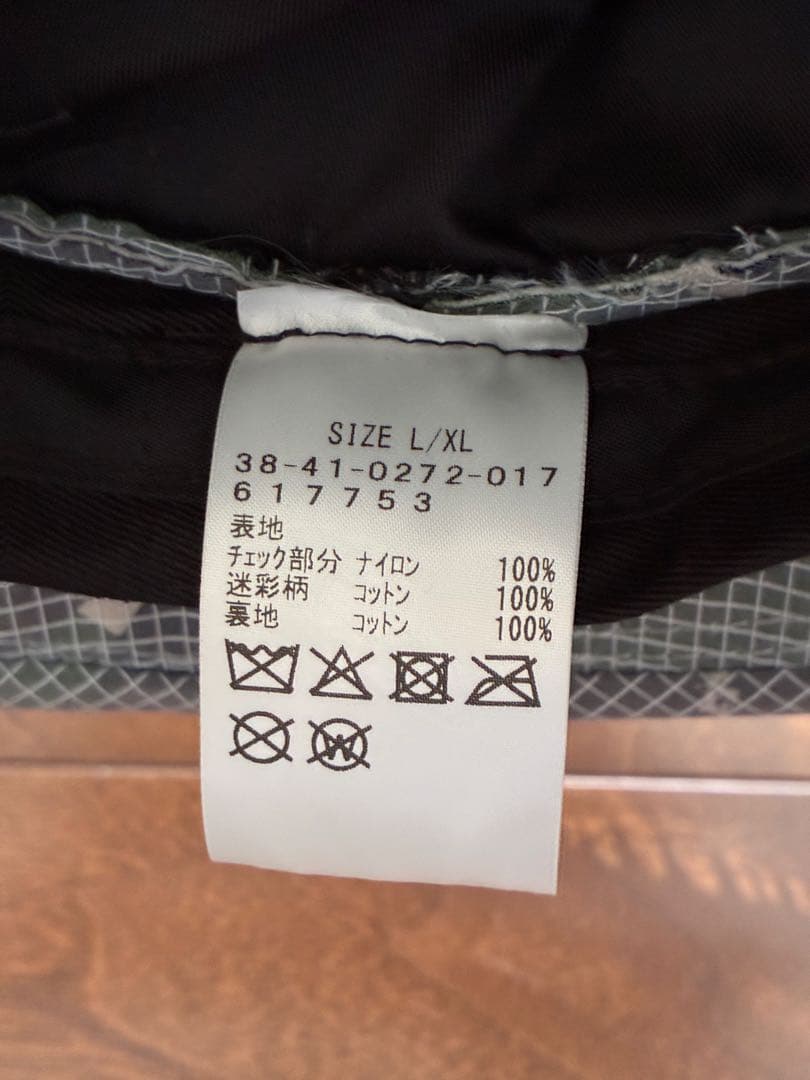 SIZE L/XL
38-41-0272-017
617753
表地
チェック部分 ナイロン 100%
迷彩柄 コットン 100%
裏地 コットン 100%
W